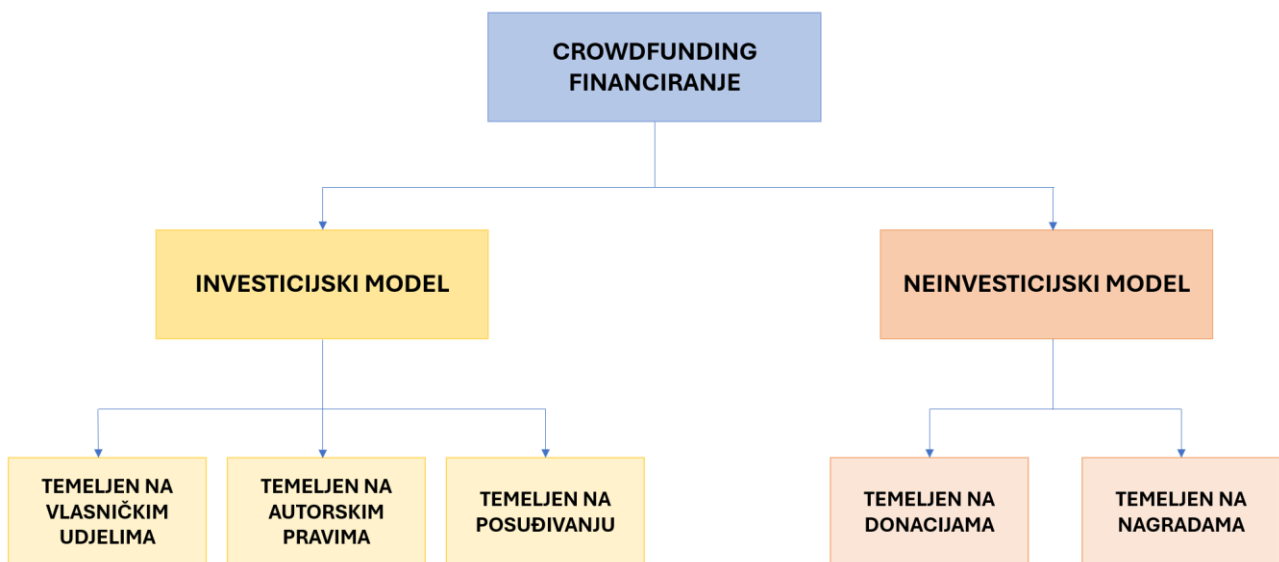 CROWDFUNDING
FINANCIRANJE
INVESTICIJSKI MODEL
NEINVESTICIJSKI MODEL
TEMELJEN NA
VLASNIČKIM
UDJELIMA
TEMELJEN NA
AUTORSKIM
PRAVIMA
TEMELJEN NA
POSUĐIVANJU
TEMELJEN NA
DONACIJAMA
TEMELJEN NA
NAGRADAMA